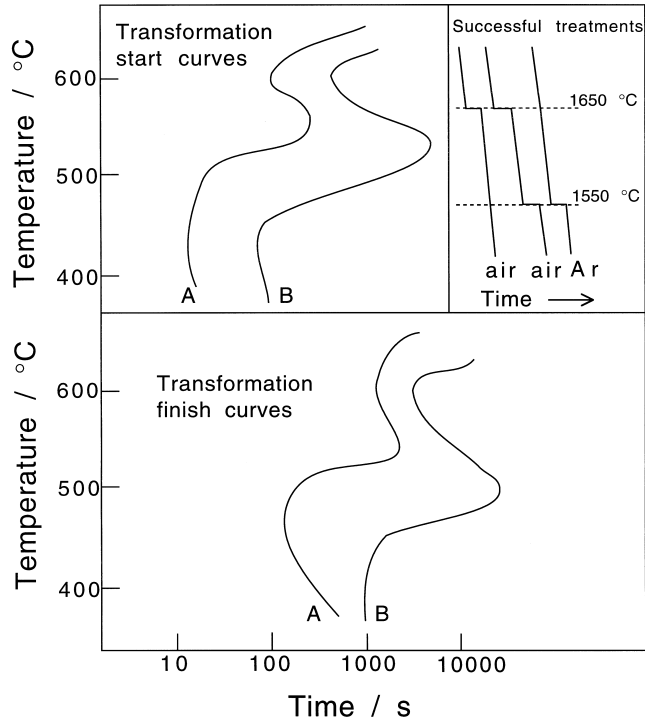 Transformation
start curves
Temperature / °C
600
500
400
A
B
Successful treatments
1650 °C
1550 °C
air air Ar
Time
Transformation
finish curves
Temperature / °C
600
500
400
A
B
10 100 1000 10000
Time / s